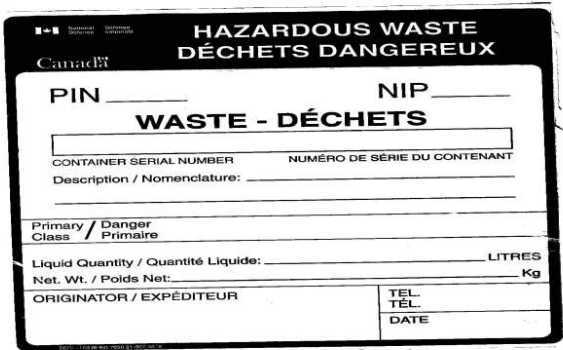 National Défense
Defence nationale
HAZARDOUS WASTE
DÉCHETS DANGEREUX
Canada
PIN NIP
WASTE - DÉCHETS
CONTAINER SERIAL NUMBER NUMÉRO DE SÉRIE DU CONTENANT
Description / Nomenclature:
Primary / Danger
Class Primaire
Liquid Quantity / Quantité Liquide: LITRES
Net. Wt. / Poids Net: Kg
ORIGINATOR / EXPÉDITEUR
TEL.
TÉL.
DATE